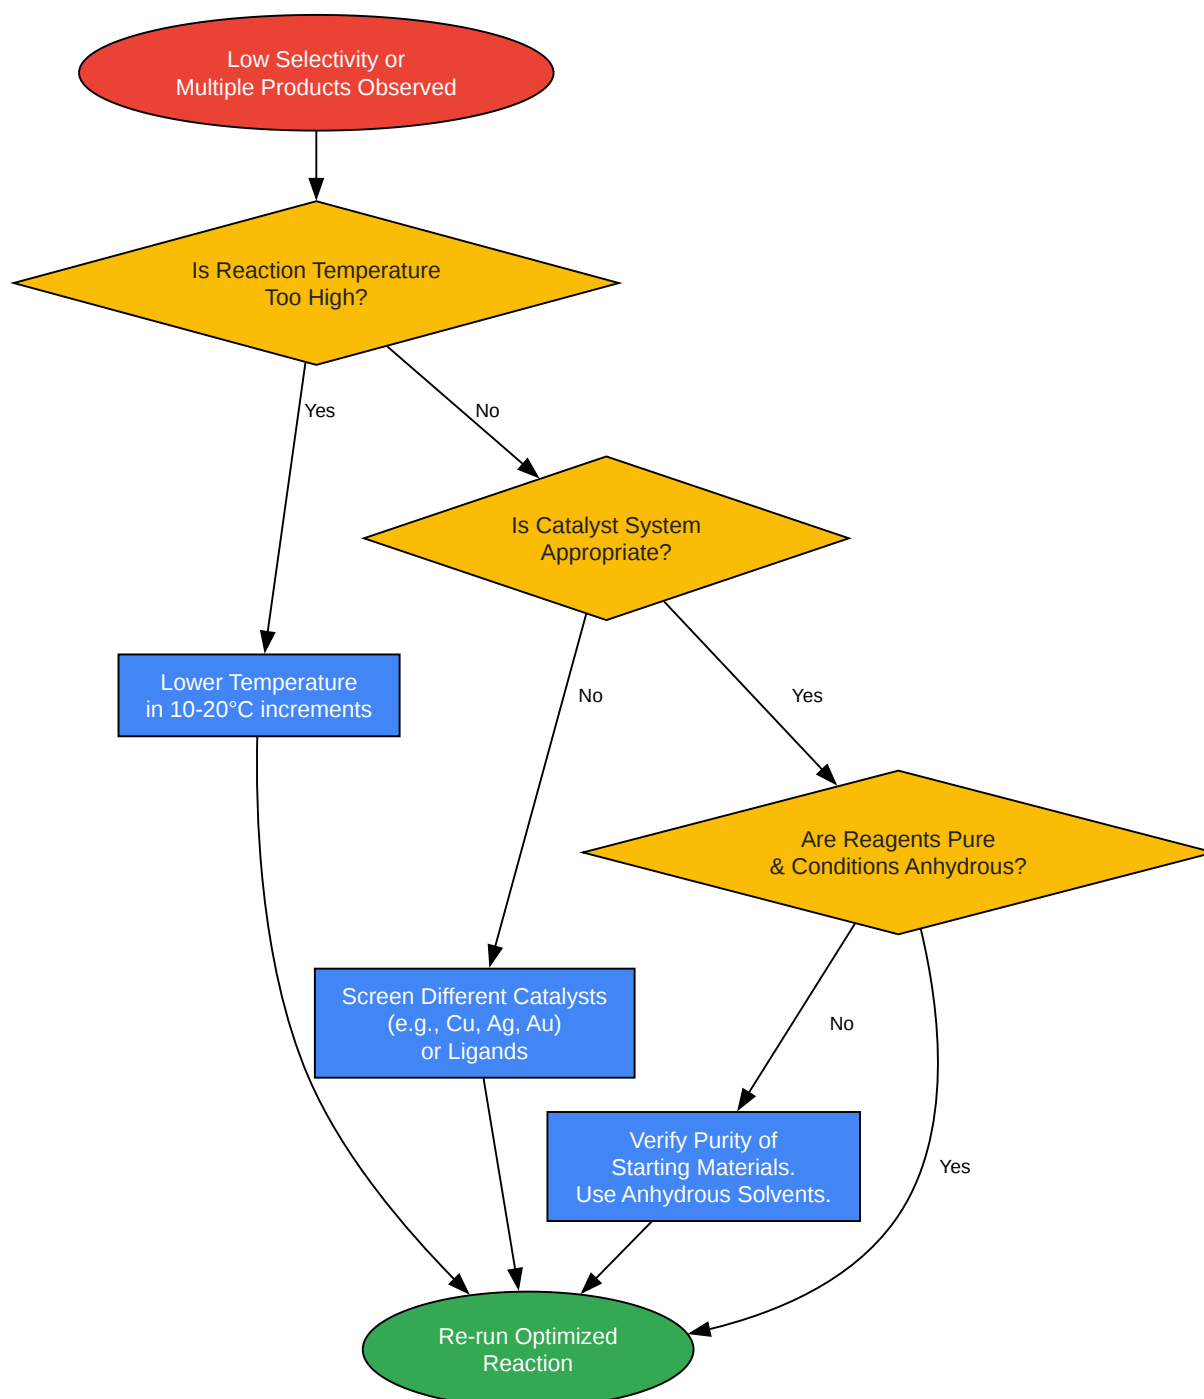 Low Selectivity or
Multiple Products Observed
Is Reaction Temperature
Too High?
Yes
No
Is Catalyst System
Appropriate?
Lower Temperature
in 10-20°C increments
No
Yes
Are Reagents Pure
& Conditions Anhydrous?
Screen Different Catalysts
(e.g., Cu, Ag, Au)
or Ligands
No
Verify Purity of
Starting Materials.
Use Anhydrous Solvents.
Yes
Re-run Optimized
Reaction